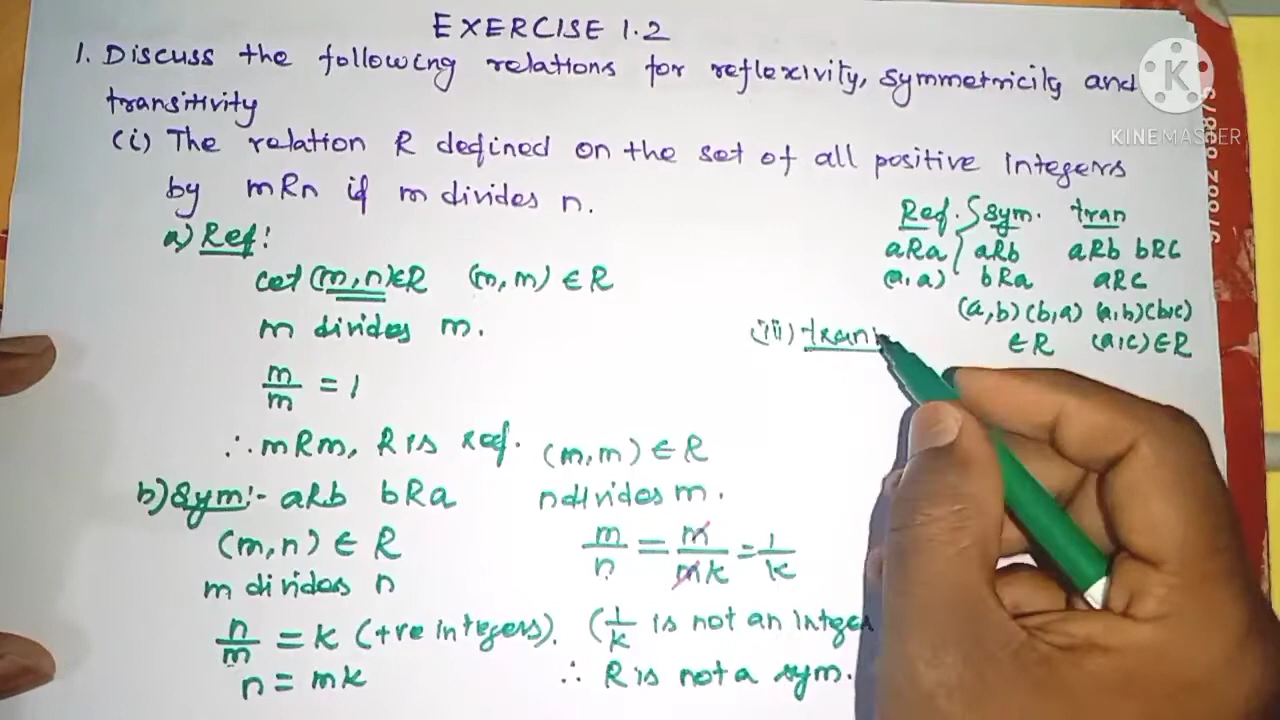 EXERCISE 1.2
1. Discuss the following relations for reflexivity, symmetricity and
transitivity
(i) The relation R defined on the set of all positive integers
by mRn if m divides n.
a) Ref:
Let (m,n)∈R (m,m) ∈ R
m divides m.
m/m = 1
∴ mRm, R is ref.
b) Sym:- aRb bRa
(m,n) ∈ R
m divides n
n/m = k (+ve integers).
n = mk
(m,m) ∈ R
n divides m.
m/n = m/mk = 1/k
(1/k is not an integer
∴ R is not a sym.
Ref. Sym. tran
aRa aRb aRb bRc
(a,a) bRa aRc
(a,b)(b,a) (a,b)(b,c)
∈ R (a,c) ∈ R
(iii) tran
K
KINEMASTER